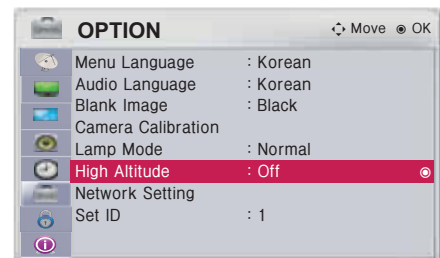 OPTION Move OK
Menu Language : Korean
Audio Language : Korean
Blank Image : Black
Camera Calibration
Lamp Mode : Normal
High Altitude : Off
Network Setting
Set ID : 1